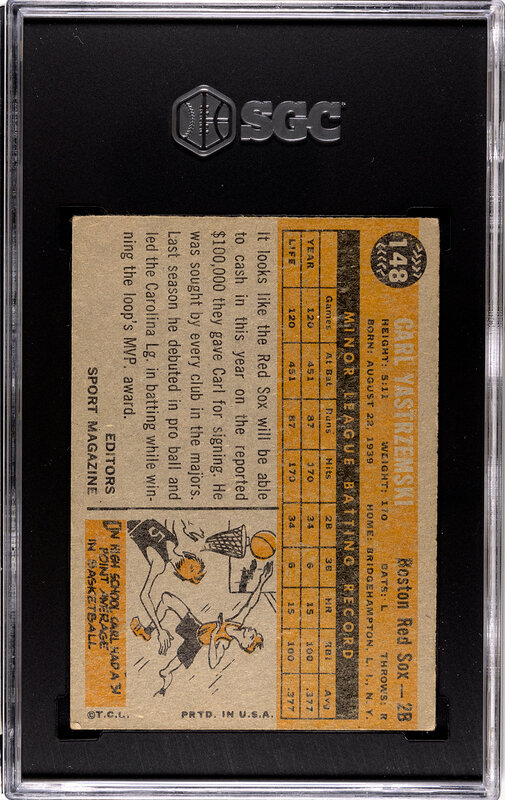 SGC
148
CARL YASTRZEMSKI
Boston Red Sox—2B
HEIGHT: 5:11 WEIGHT: 170 BATS: L THROWS: R
BORN: AUGUST 22, 1939 HOME: BRIDGEHAMPTON, L. I., N. Y.
MINOR LEAGUE BATTING RECORD
Games At Bat Runs Hits 2B 3B HR RBI Avg
YEAR 120 451 87 170 34 6 15 100 .377
LIFE 120 451 87 170 34 6 15 100 .377
It looks like the Red Sox will be able
to cash in this year on the reported
$100,000 they gave Carl for signing. He
was sought by every club in the majors.
Last season he debuted in pro ball and
led the Carolina Lg. in batting while win-
ning the loop's MVP. award.
EDITORS
SPORT MAGAZINE
5
IN HIGH SCHOOL CARL HAD A 31
POINT AVERAGE
IN BASKETBALL
©T.C.L. PRTD. IN U.S.A.